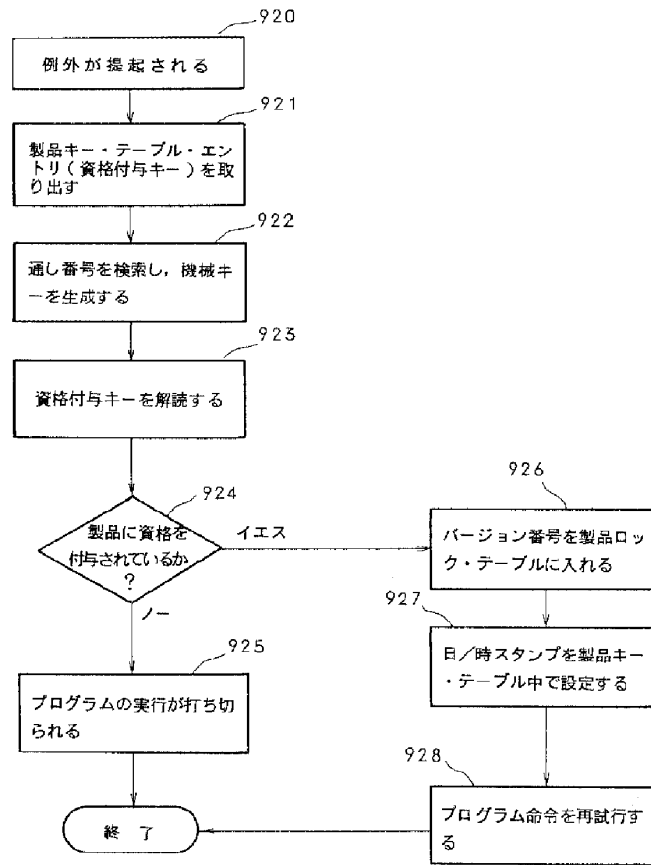 920
例外が提起される
921
製品キー・テーブル・エン
トリ(資格付与キー)を取
り出す
922
通し番号を検索し,機械キ
ーを生成する
923
資格付与キーを解読する
924
製品に資格を
付与されているか
?
イエス
ノー
925
プログラムの実行が打ち切
られる
926
バージョン番号を製品ロッ
ク・テーブルに入れる
927
日/時スタンプを製品キー
・テーブル中で設定する
928
プログラム命令を再試行す
る
終了